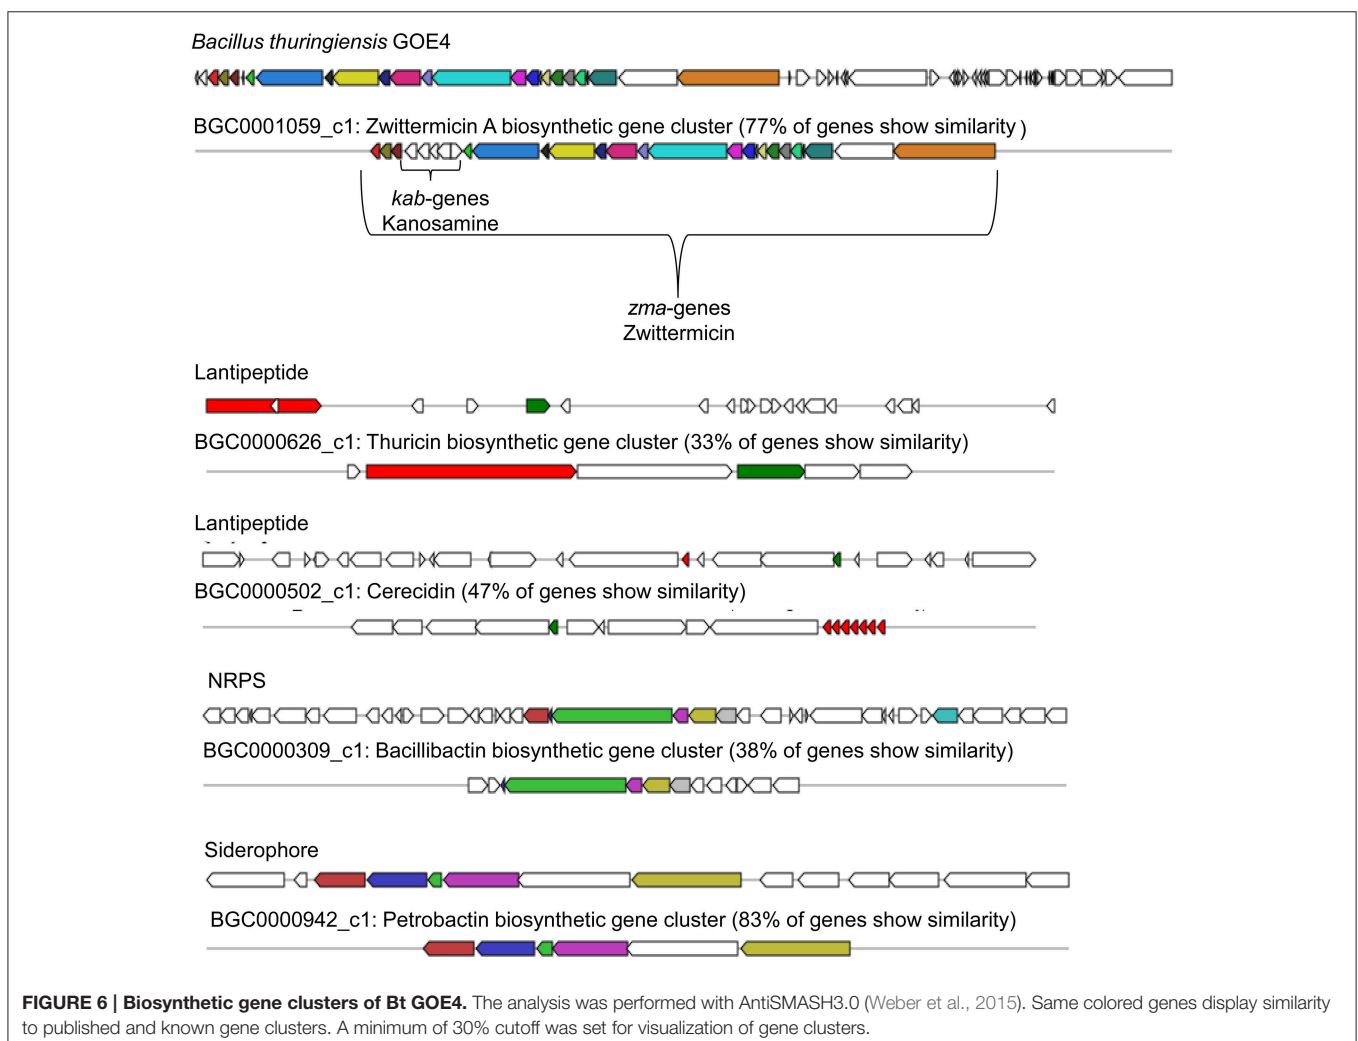 Bacillus thuringiensis GOE4
BGC0001059_c1: Zwittermicin A biosynthetic gene cluster (77% of genes show similarity )
kab-genes
Kanosamine
zma-genes
Zwittermicin
Lantipeptide
BGC0000626_c1: Thuricin biosynthetic gene cluster (33% of genes show similarity)
Lantipeptide
BGC0000502_c1: Cerecidin (47% of genes show similarity)
NRPS
BGC0000309_c1: Bacillibactin biosynthetic gene cluster (38% of genes show similarity)
Siderophore
BGC0000942_c1: Petrobactin biosynthetic gene cluster (83% of genes show similarity)
FIGURE 6 | Biosynthetic gene clusters of Bt GOE4. The analysis was performed with AntiSMASH3.0 (Weber et al., 2015). Same colored genes display similarity
to published and known gene clusters. A minimum of 30% cutoff was set for visualization of gene clusters.